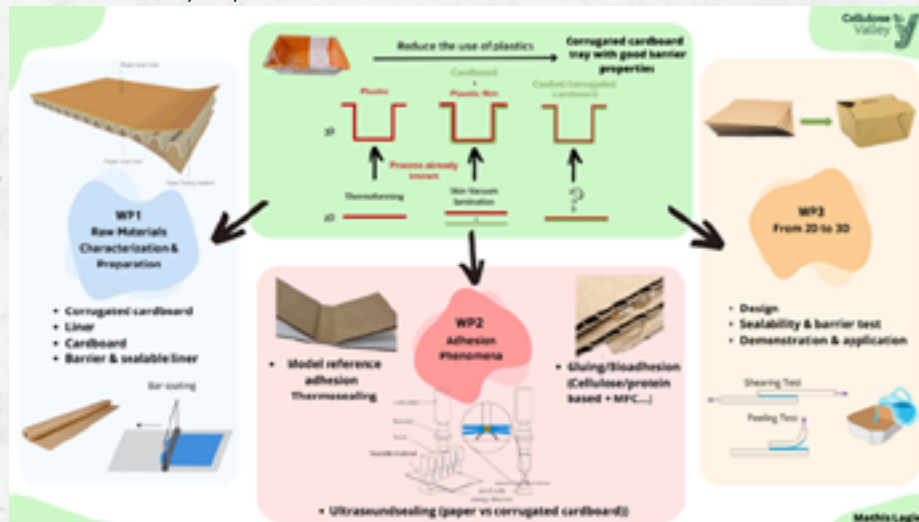 Cellulose
Valley
Reduce the use of plastics
Corrugated cardboard
tray with good barrier
properties
Plastic
Cardboard
+
Plastic film
Coated Corrugated
cardboard
3D
Process already
known
Thermoforming
Skin Vacuum
lamination
?
2D
WP1
Raw Materials
Characterization &
Preparation
• Corrugated cardboard
• Liner
• Cardboard
• Barrier & sealable liner
Bar coating
WP2
Adhesion
Phenomena
• Model reference
adhesion
Thermosealing
• Gluing/Bioadhesion
(Cellulose/protein
based + MFC...)
• Ultrasoundsealing (paper vs corrugated cardboard))
WP3
From 2D to 3D
• Design
• Sealability & barrier test
• Demonstration & application
Shearing Test
Peeling Test
Mathis